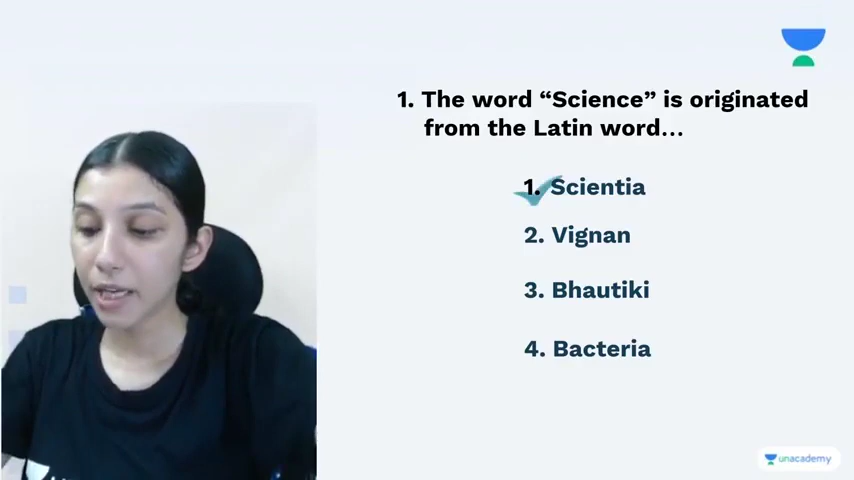 1. The word “Science” is originated
from the Latin word...
1. Scientia
2. Vignan
3. Bhautiki
4. Bacteria
unacademy